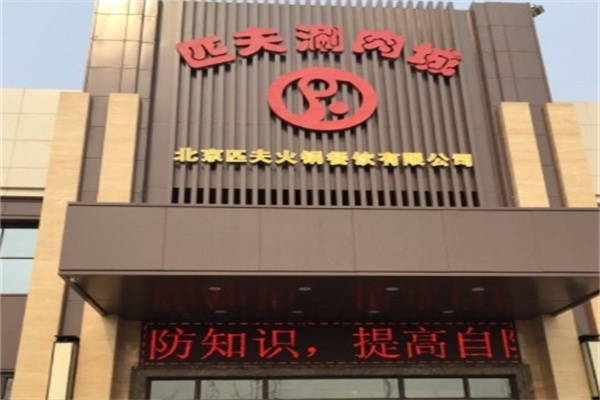 匹夫涮肉城
北京匹夫火锅餐饮有限公司
防知识，提高自